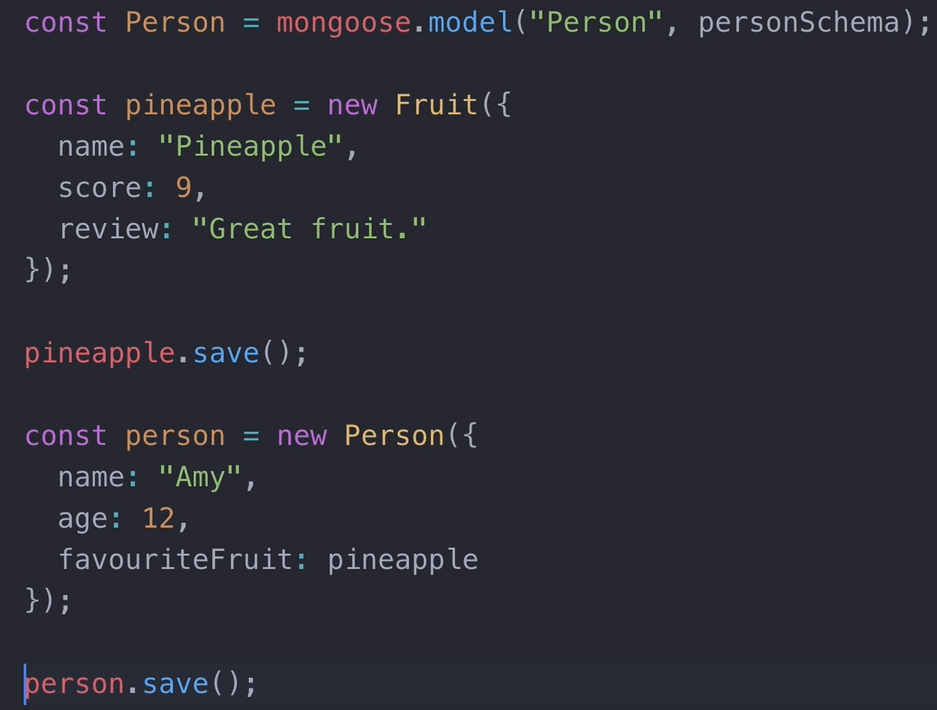 const Person = mongoose.model("Person", personSchema);
const pineapple = new Fruit({
  name: "Pineapple",
  score: 9,
  review: "Great fruit."
});
pineapple.save();
const person = new Person({
  name: "Amy",
  age: 12,
  favouriteFruit: pineapple
});
person.save();